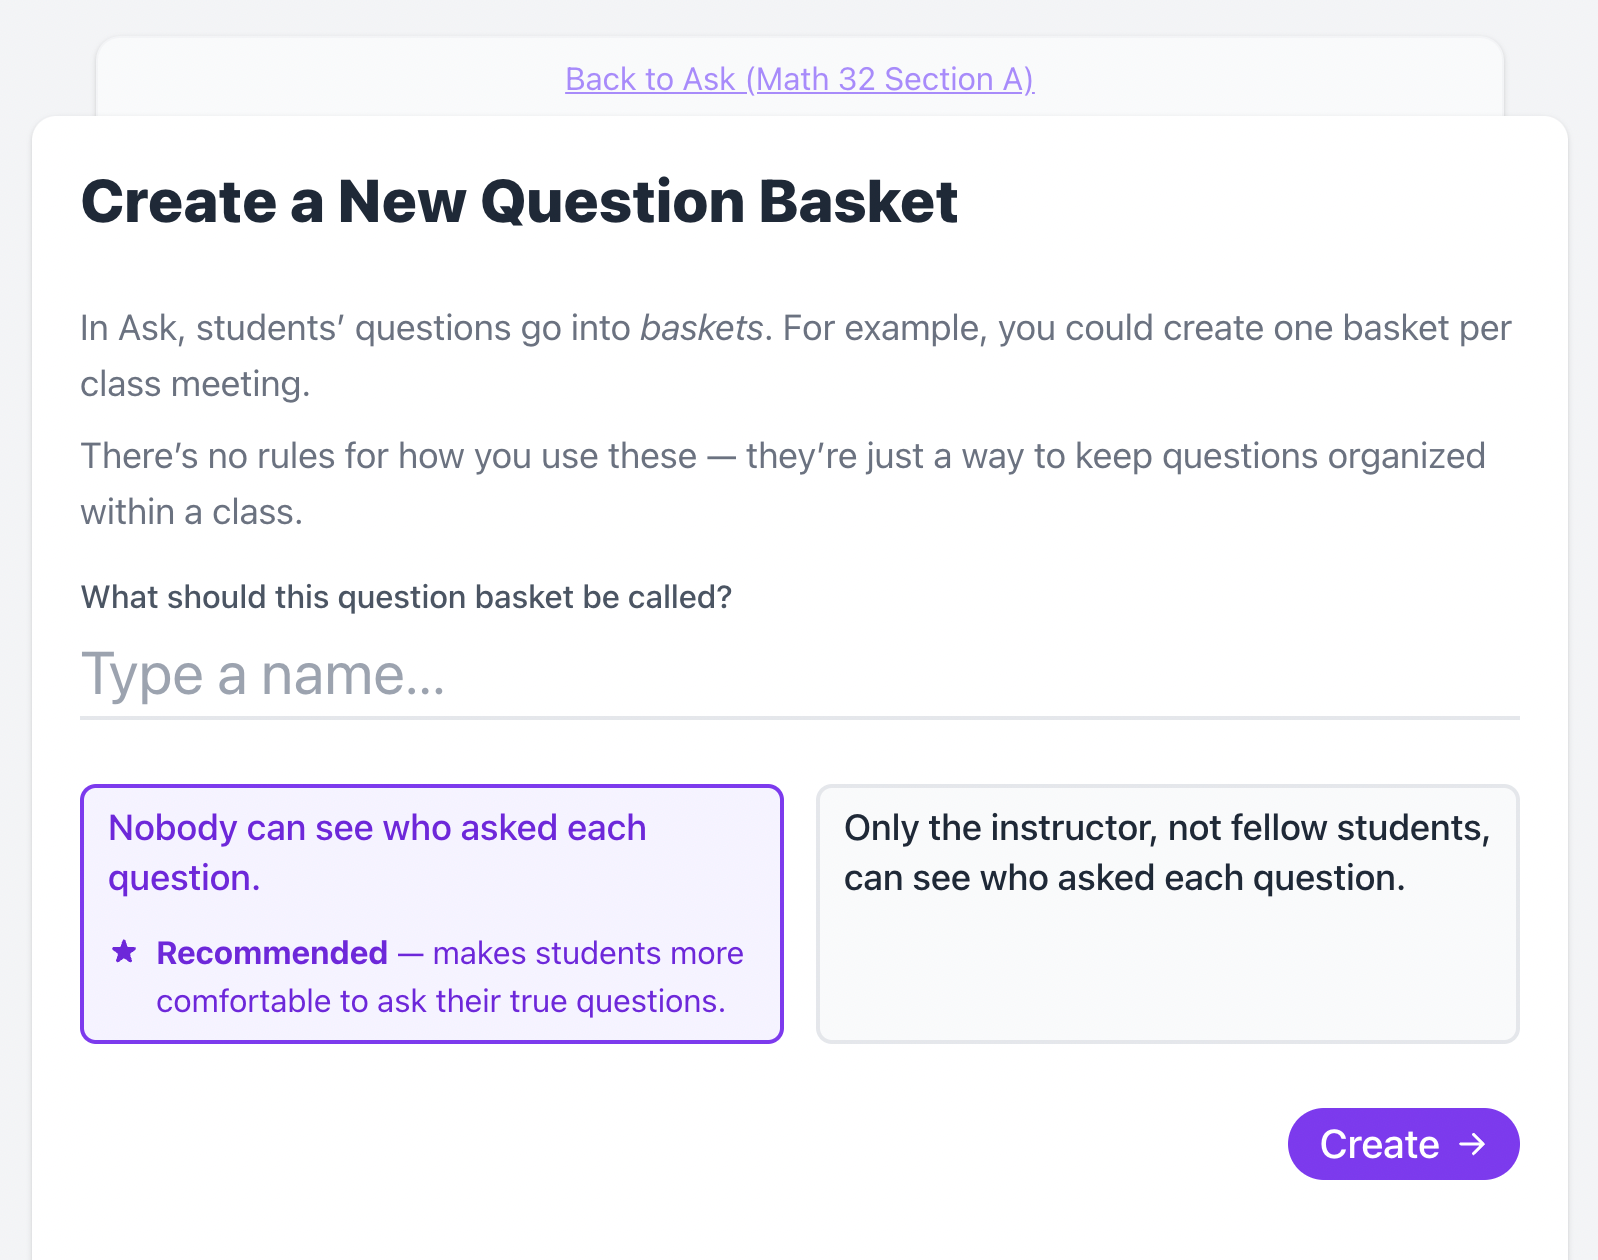 Back to Ask (Math 32 Section A)
Create a New Question Basket
In Ask, students’ questions go into baskets. For example, you could create one basket per
class meeting.
There’s no rules for how you use these — they’re just a way to keep questions organized
within a class.
What should this question basket be called?
Type a name...
Nobody can see who asked each
question.
★ Recommended — makes students more
comfortable to ask their true questions.
Only the instructor, not fellow students,
can see who asked each question.
Create →